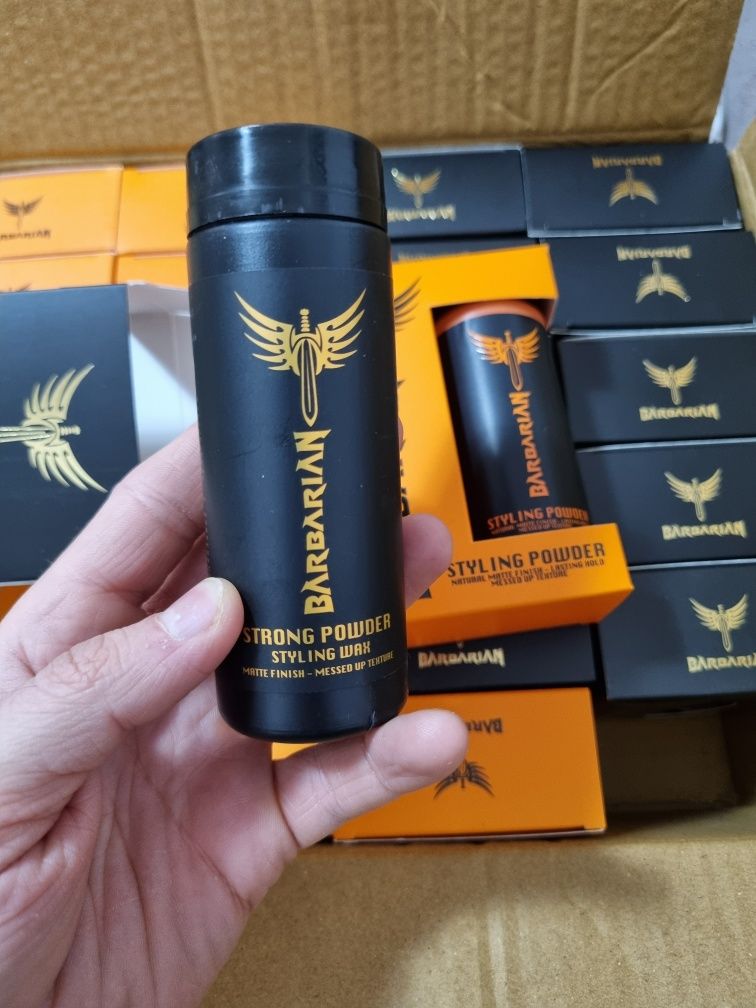 BARBARIAN
STRONG POWDER
STYLING WAX
MATTE FINISH - MESSED UP TEXTURE
BARBARIAN
STYLING POWDER
STYLING POWDER
NATURAL MATTE FINISH - LASTING HOLD
MESSED UP TEXTURE
BARBARIAN
BARBARIAN
BARBARIAN
BARBARIAN
BARBARIAN
BARBARIAN
BARBARIAN